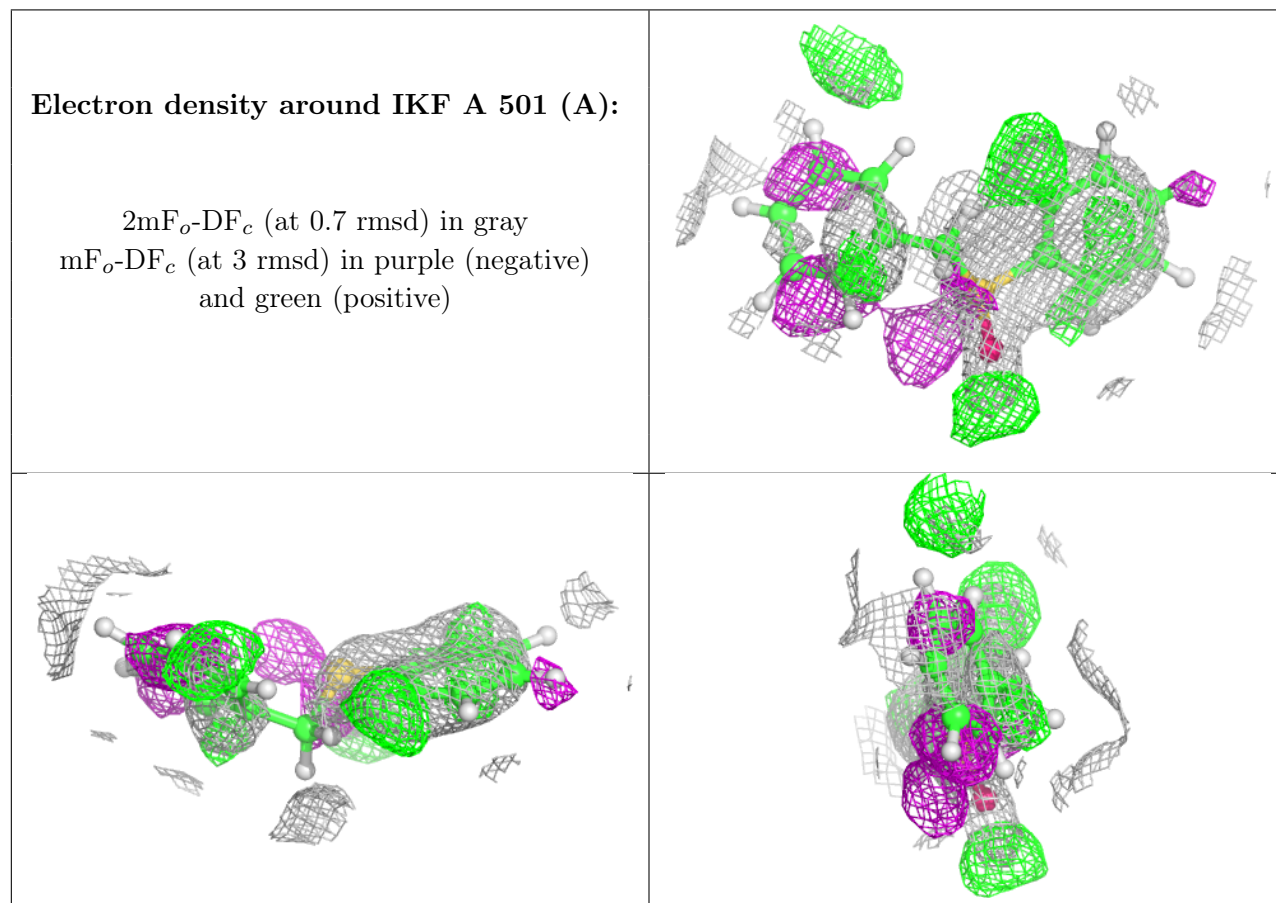 Electron density around IKF A 501 (A):
2mFo-DFc (at 0.7 rmsd) in gray
mFo-DFc (at 3 rmsd) in purple (negative)
and green (positive)